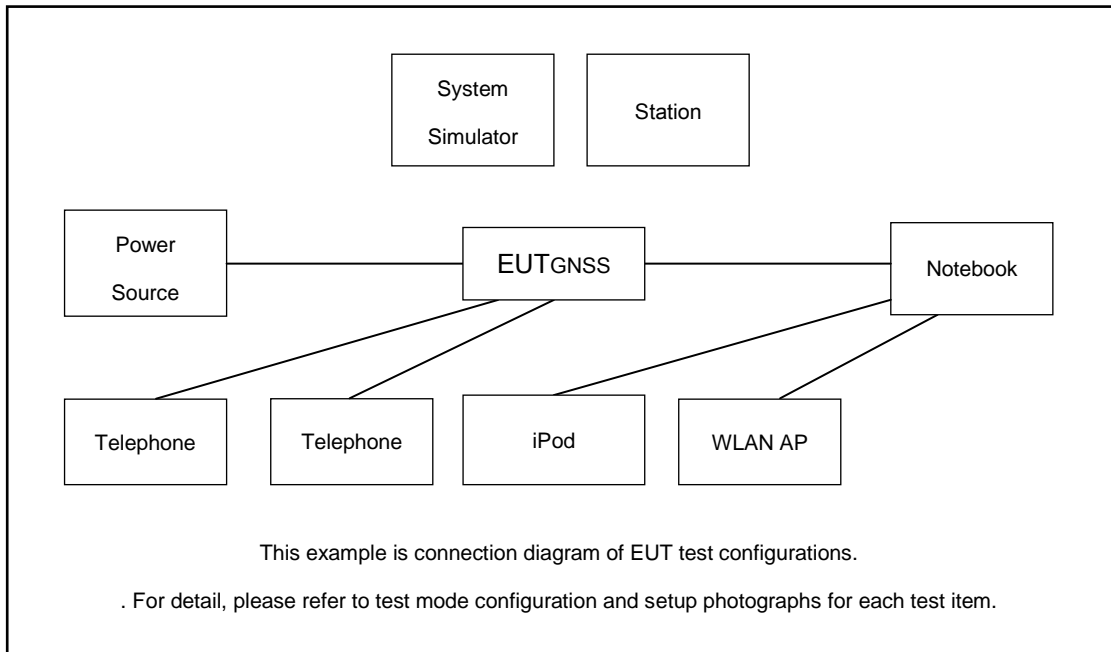 System
Simulator
Station
Power
Source
EUTGNSS
Notebook
Telephone
Telephone
iPod
WLAN AP
This example is connection diagram of EUT test configurations.
. For detail, please refer to test mode configuration and setup photographs for each test item.